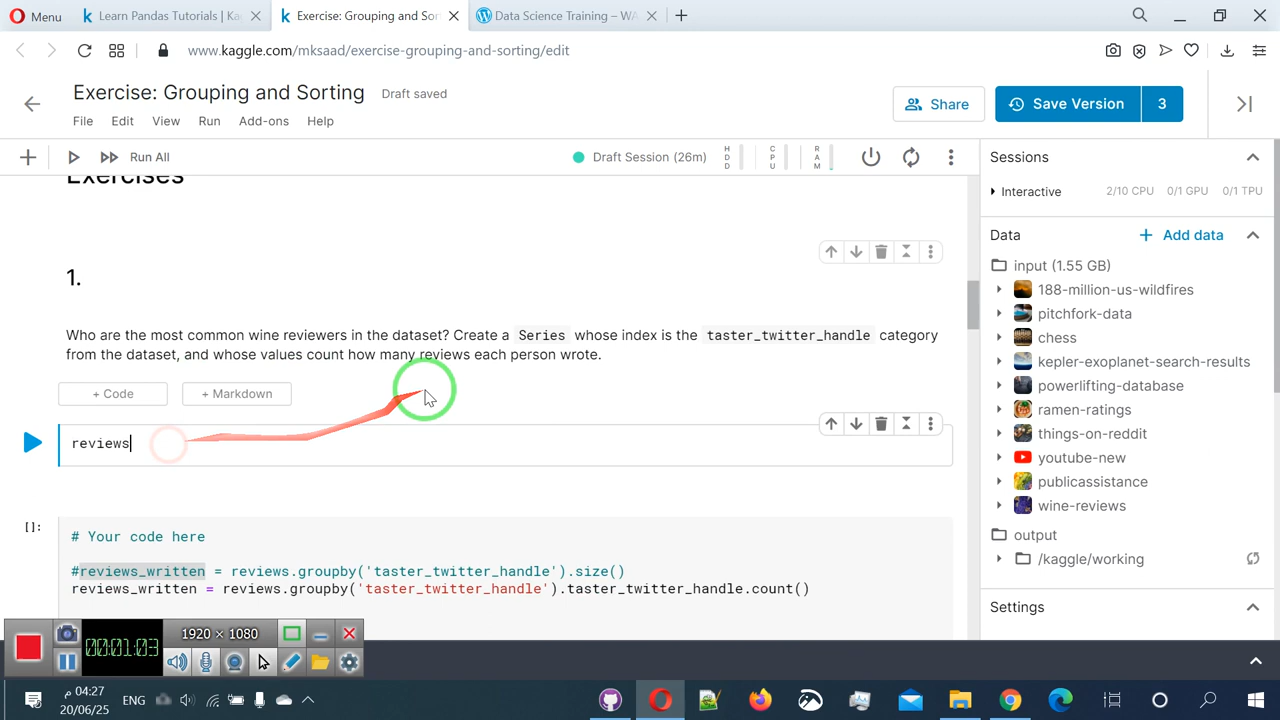 Menu
Learn Pandas Tutorials | Ka
Exercise: Grouping and Sor
Data Science Training – WA
www.kaggle.com/mksaad/exercise-grouping-and-sorting/edit
Exercise: Grouping and Sorting
Draft saved
Share
Save Version
3
File Edit View Run Add-ons Help
Run All
Draft Session (26m)
HDD
CPU
RAM
Sessions
Interactive
2/10 CPU 0/1 GPU 0/1 TPU
Data
+ Add data
input (1.55 GB)
188-million-us-wildfires
pitchfork-data
chess
kepler-exoplanet-search-results
powerlifting-database
ramen-ratings
things-on-reddit
youtube-new
publicassistance
wine-reviews
output
/kaggle/working
Settings
Exercises
1.
Who are the most common wine reviewers in the dataset? Create a Series whose index is the taster_twitter_handle category
from the dataset, and whose values count how many reviews each person wrote.
+ Code
+ Markdown
reviews
[]:
# Your code here
#reviews_written = reviews.groupby('taster_twitter_handle').size()
reviews_written = reviews.groupby('taster_twitter_handle').taster_twitter_handle.count()
00:01:03
1920 × 1080
04:27 م
20/06/25
ENG